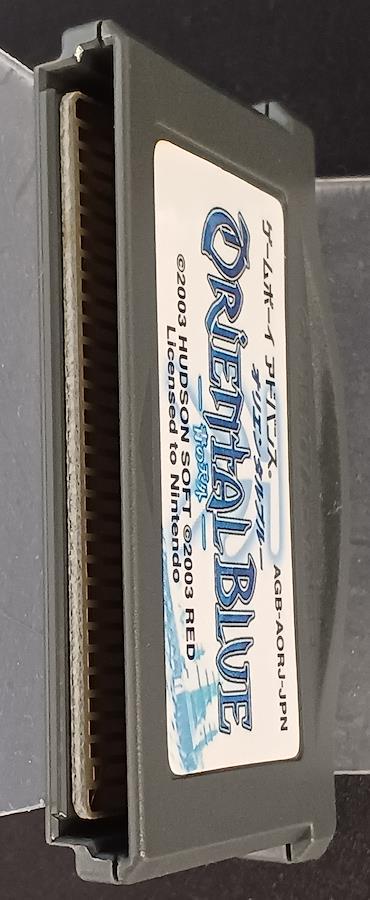 ゲームボーイ アドバンス® AGB-AORJ-JPN
オリエンタルブルー
ORIENTAL BLUE
青の天外
©2003 HUDSON SOFT ©2003 RED
Licensed to Nintendo